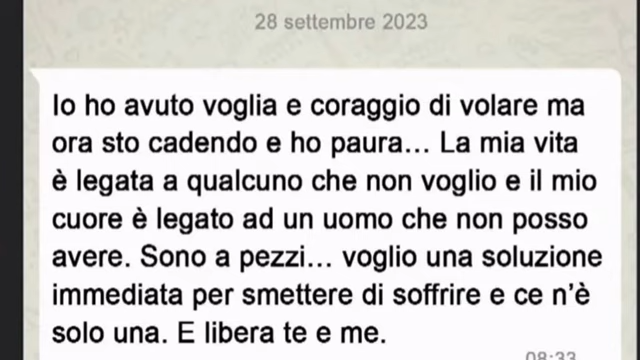 28 settembre 2023
Io ho avuto voglia e coraggio di volare ma
ora sto cadendo e ho paura... La mia vita
è legata a qualcuno che non voglio e il mio
cuore è legato ad un uomo che non posso
avere. Sono a pezzi... voglio una soluzione
immediata per smettere di soffrire e ce n'è
solo una. E libera te e me.
08:33